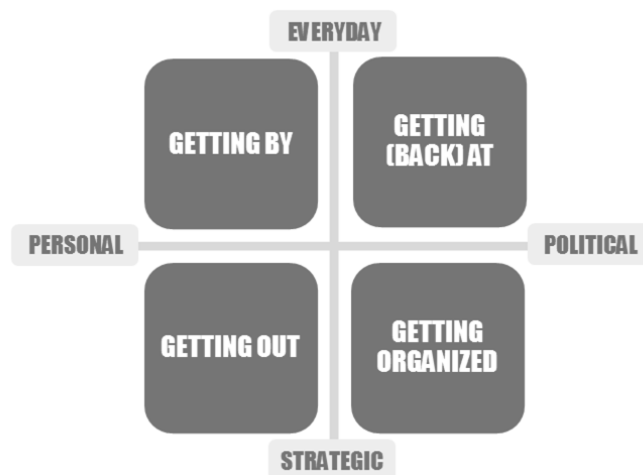 EVERYDAY
GETTING BY
GETTING
(BACK) AT
PERSONAL
POLITICAL
GETTING OUT
GETTING
ORGANIZED
STRATEGIC